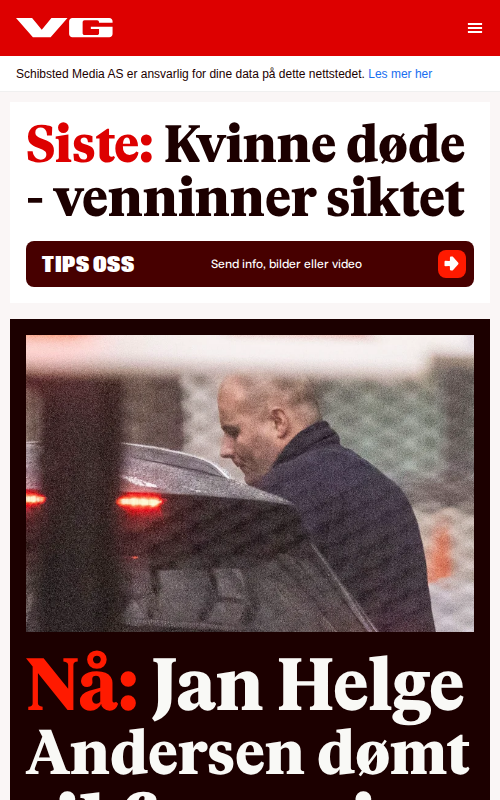 VG
Schibsted Media AS er ansvarlig for dine data på dette nettstedet. Les mer her
Siste: Kvinne døde
- venninner siktet
TIPS OSS
Send info, bilder eller video
Nå: Jan Helge
Andersen dømt